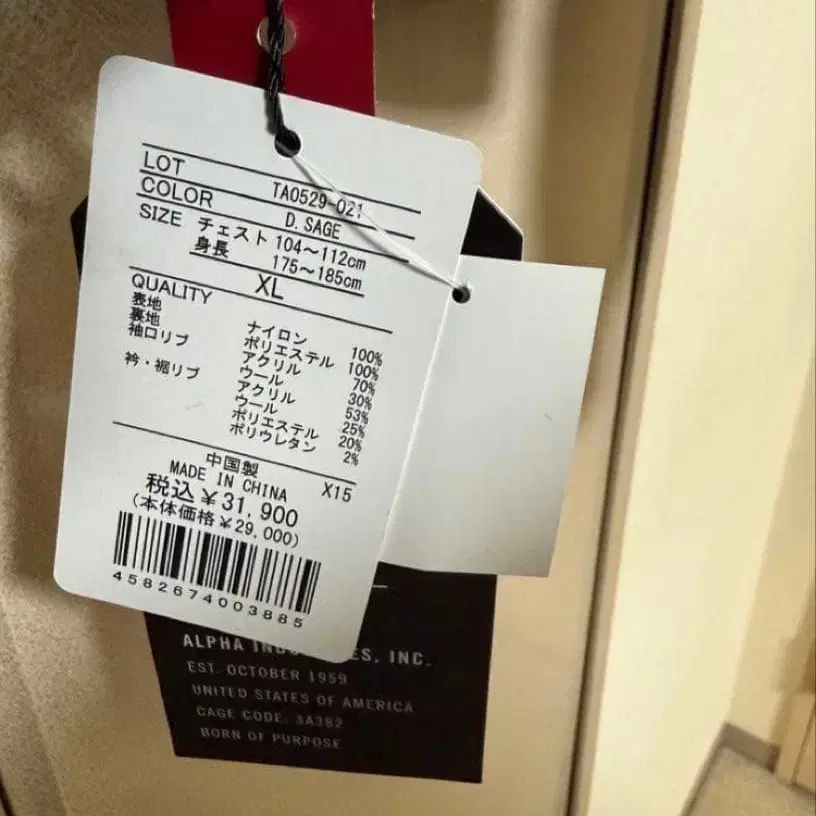 LOT TA0529-021
COLOR D.SAGE
SIZE チェスト 104～112cm
身長 175～185cm
XL
QUALITY
表地 ナイロン 100%
裏地 ポリエステル 100%
袖口リブ アクリル 70%
ウール 30%
衿・裾リブ アクリル 53%
ウール 25%
ポリエステル 20%
ポリウレタン 2%
中国製
MADE IN CHINA X15
税込￥31,900
(本体価格￥29,000)
4582674003885
ALPHA INC.
EST. OCTOBER 1959
UNITED STATES OF AMERICA
CAGE CODE: 3A382
BORN OF PURPOSE